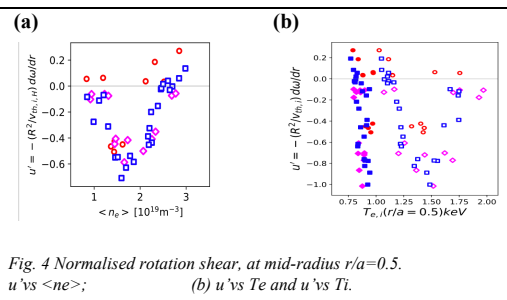 (a)
(b)
0.2
0.0
−0.2
−0.4
−0.6
u' = −(R²/v_th,i,H) dω/dr
1
2
3
<n_e> [10¹⁹m⁻³]
0.2
0.0
−0.2
−0.4
−0.6
−0.8
−1.0
u' = −(R²/v_th,i) dω/dr
0.75 1.00 1.25 1.50 1.75 2.00
T_e,i(r/a = 0.5)keV
Fig. 4 Normalised rotation shear, at mid-radius r/a=0.5.
u'vs <ne>; (b) u'vs Te and u'vs Ti.